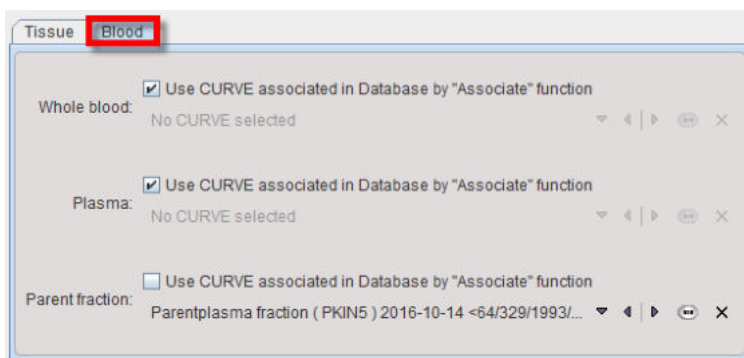 Tissue Blood
Use CURVE associated in Database by "Associate" function
Whole blood:
No CURVE selected
Use CURVE associated in Database by "Associate" function
Plasma:
No CURVE selected
Use CURVE associated in Database by "Associate" function
Parent fraction:
Parentplasma fraction ( PKIN5 ) 2016-10-14 <64/329/1993/...